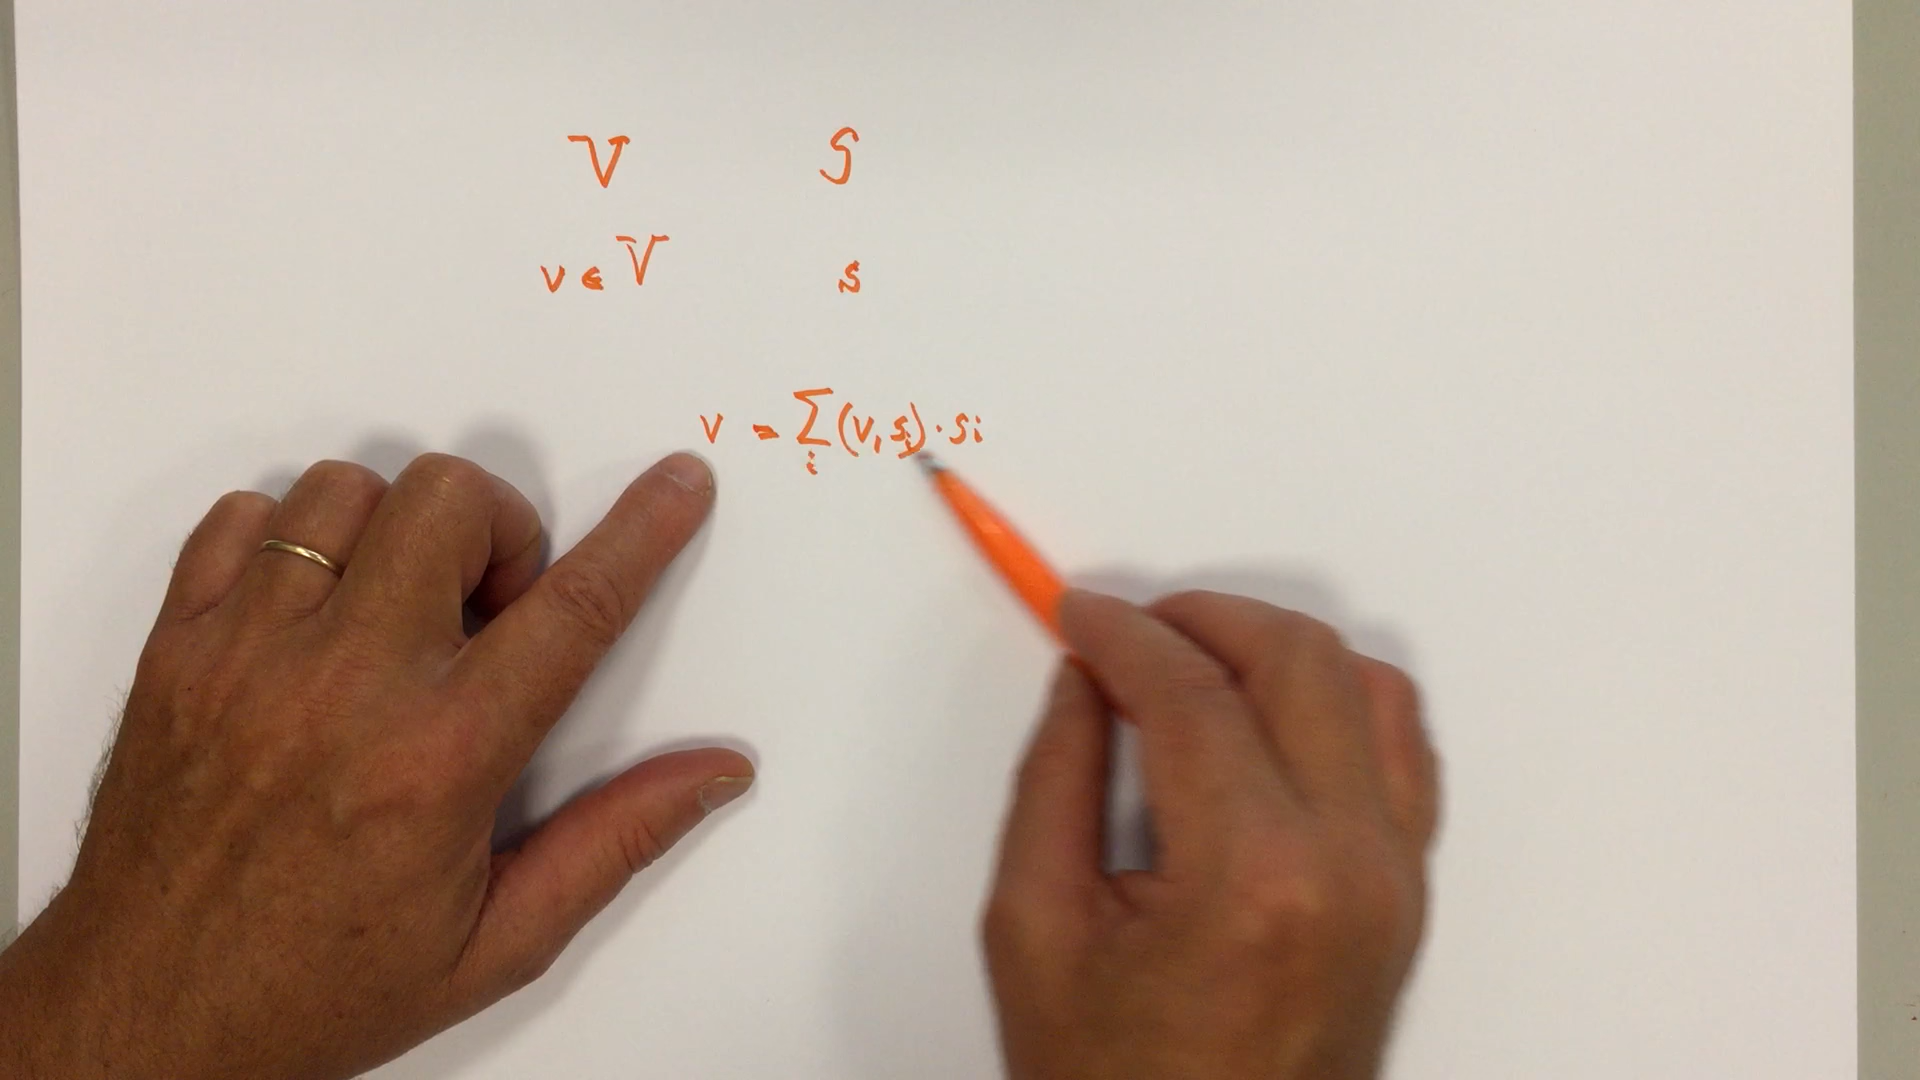 V S
v ∈ V s
v = ∑ᵢ (v, sᵢ) · sᵢ